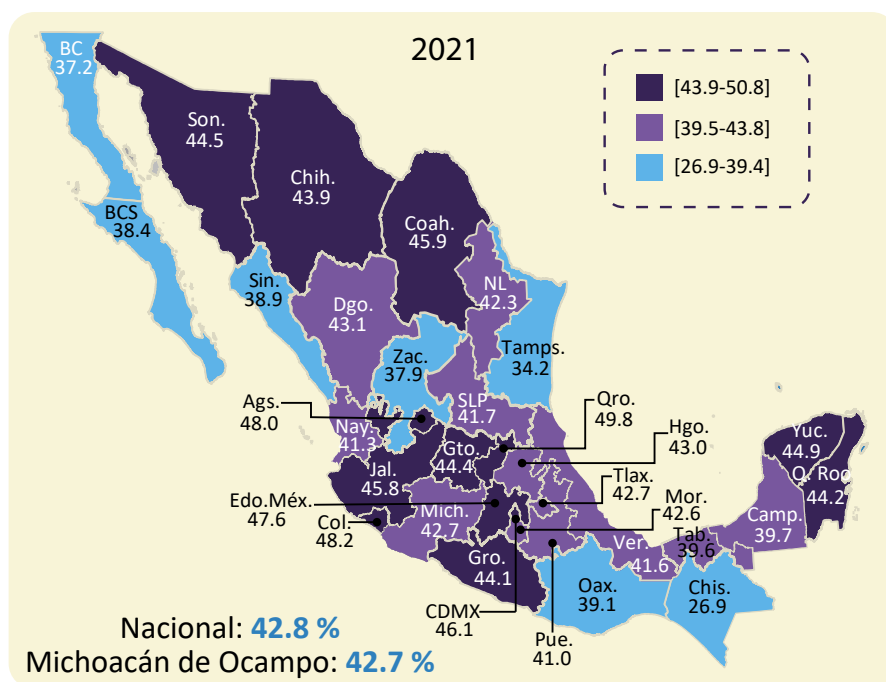 2021
[43.9-50.8]
[39.5-43.8]
[26.9-39.4]
BC
37.2
Son.
44.5
Chih.
43.9
BCS
38.4
Coah.
45.9
Sin.
38.9
NL
42.3
Dgo.
43.1
Tamps.
34.2
Zac.
37.9
Ags.
48.0
SLP
41.7
Qro.
49.8
Nay.
41.3
Hgo.
43.0
Yuc.
44.9
Gto.
44.4
Q. Roo
44.2
Jal.
45.8
Tlax.
42.7
Edo.Méx.
47.6
Mich.
42.7
Mor.
42.6
Camp.
39.7
Col.
48.2
Ver.
41.6
Tab.
39.6
Gro.
44.1
Oax.
39.1
Chis.
26.9
CDMX
46.1
Pue.
41.0
Nacional: 42.8 %
Michoacán de Ocampo: 42.7 %